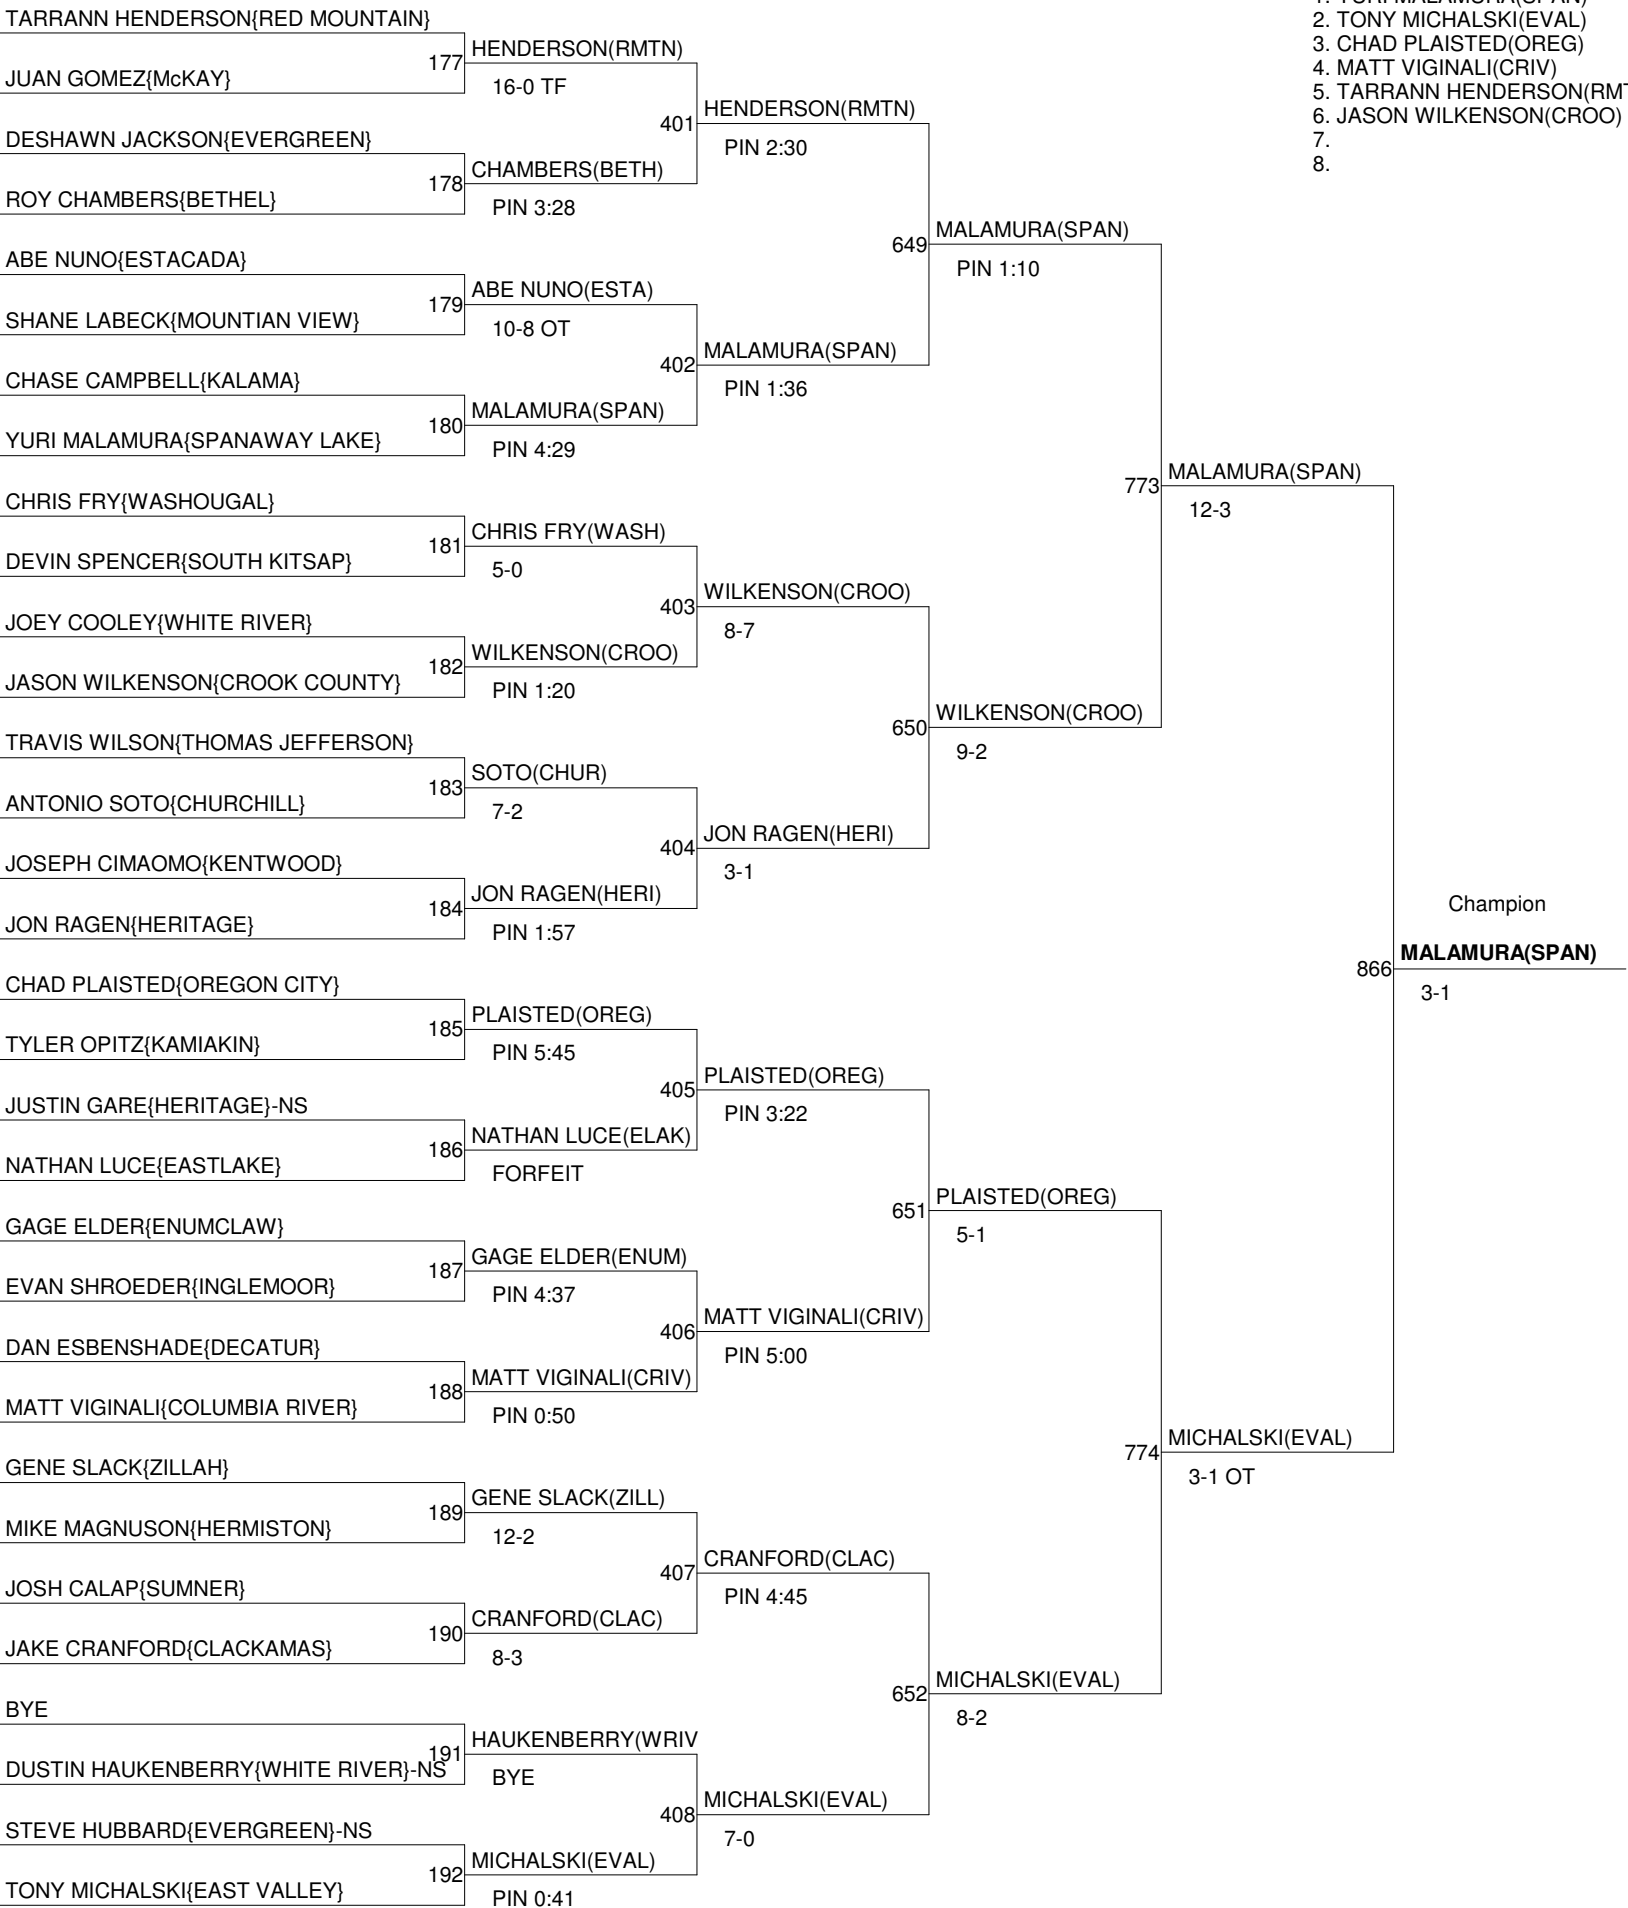 TARRANN HENDERSON{RED MOUNTAIN}
JUAN GOMEZ{McKAY}
DESHAWN JACKSON{EVERGREEN}
ROY CHAMBERS{BETHEL}
ABE NUNO{ESTACADA}
SHANE LABECK{MOUNTIAN VIEW}
CHASE CAMPBELL{KALAMA}
YURI MALAMURA{SPANAWAY LAKE}
CHRIS FRY{WASHOUGAL}
DEVIN SPENCER{SOUTH KITSAP}
JOEY COOLEY{WHITE RIVER}
JASON WILKENSON{CROOK COUNTY}
TRAVIS WILSON{THOMAS JEFFERSON}
ANTONIO SOTO{CHURCHILL}
JOSEPH CIMAOMO{KENTWOOD}
JON RAGEN{HERITAGE}
CHAD PLAISTED{OREGON CITY}
TYLER OPITZ{KAMIAKIN}
JUSTIN GARE{HERITAGE}-NS
NATHAN LUCE{EASTLAKE}
GAGE ELDER{ENUMCLAW}
EVAN SHROEDER{INGLEMOOR}
DAN ESBENSHADE{DECATUR}
MATT VIGINALI{COLUMBIA RIVER}
GENE SLACK{ZILLAH}
MIKE MAGNUSON{HERMISTON}
JOSH CALAP{SUMNER}
JAKE CRANFORD{CLACKAMAS}
BYE
DUSTIN HAUKENBERRY{WHITE RIVER}-NS
STEVE HUBBARD{EVERGREEN}-NS
TONY MICHALSKI{EAST VALLEY}
177 HENDERSON(RMTN)
16-0 TF
178 CHAMBERS(BETH)
PIN 3:28
179 ABE NUNO(ESTA)
10-8 OT
180 MALAMURA(SPAN)
PIN 4:29
181 CHRIS FRY(WASH)
5-0
182 WILKENSON(CROO)
PIN 1:20
183 SOTO(CHUR)
7-2
184 JON RAGEN(HERI)
PIN 1:57
185 PLAISTED(OREG)
PIN 5:45
186 NATHAN LUCE(ELAK)
FORFEIT
187 GAGE ELDER(ENUM)
PIN 4:37
188 MATT VIGINALI(CRIV)
PIN 0:50
189 GENE SLACK(ZILL)
12-2
190 CRANFORD(CLAC)
8-3
191 HAUKENBERRY(WRIV
BYE
192 MICHALSKI(EVAL)
PIN 0:41
401 HENDERSON(RMTN)
PIN 2:30
402 MALAMURA(SPAN)
PIN 1:36
403 WILKENSON(CROO)
8-7
404 JON RAGEN(HERI)
3-1
405 PLAISTED(OREG)
PIN 3:22
406 MATT VIGINALI(CRIV)
PIN 5:00
407 CRANFORD(CLAC)
PIN 4:45
408 MICHALSKI(EVAL)
7-0
649 MALAMURA(SPAN)
PIN 1:10
650 WILKENSON(CROO)
9-2
651 PLAISTED(OREG)
5-1
652 MICHALSKI(EVAL)
8-2
773 MALAMURA(SPAN)
12-3
774 MICHALSKI(EVAL)
3-1 OT
Champion
866 MALAMURA(SPAN)
3-1
1. YURI MALAMURA(SPAN)
2. TONY MICHALSKI(EVAL)
3. CHAD PLAISTED(OREG)
4. MATT VIGINALI(CRIV)
5. TARRANN HENDERSON(RMT
6. JASON WILKENSON(CROO)
7.
8.